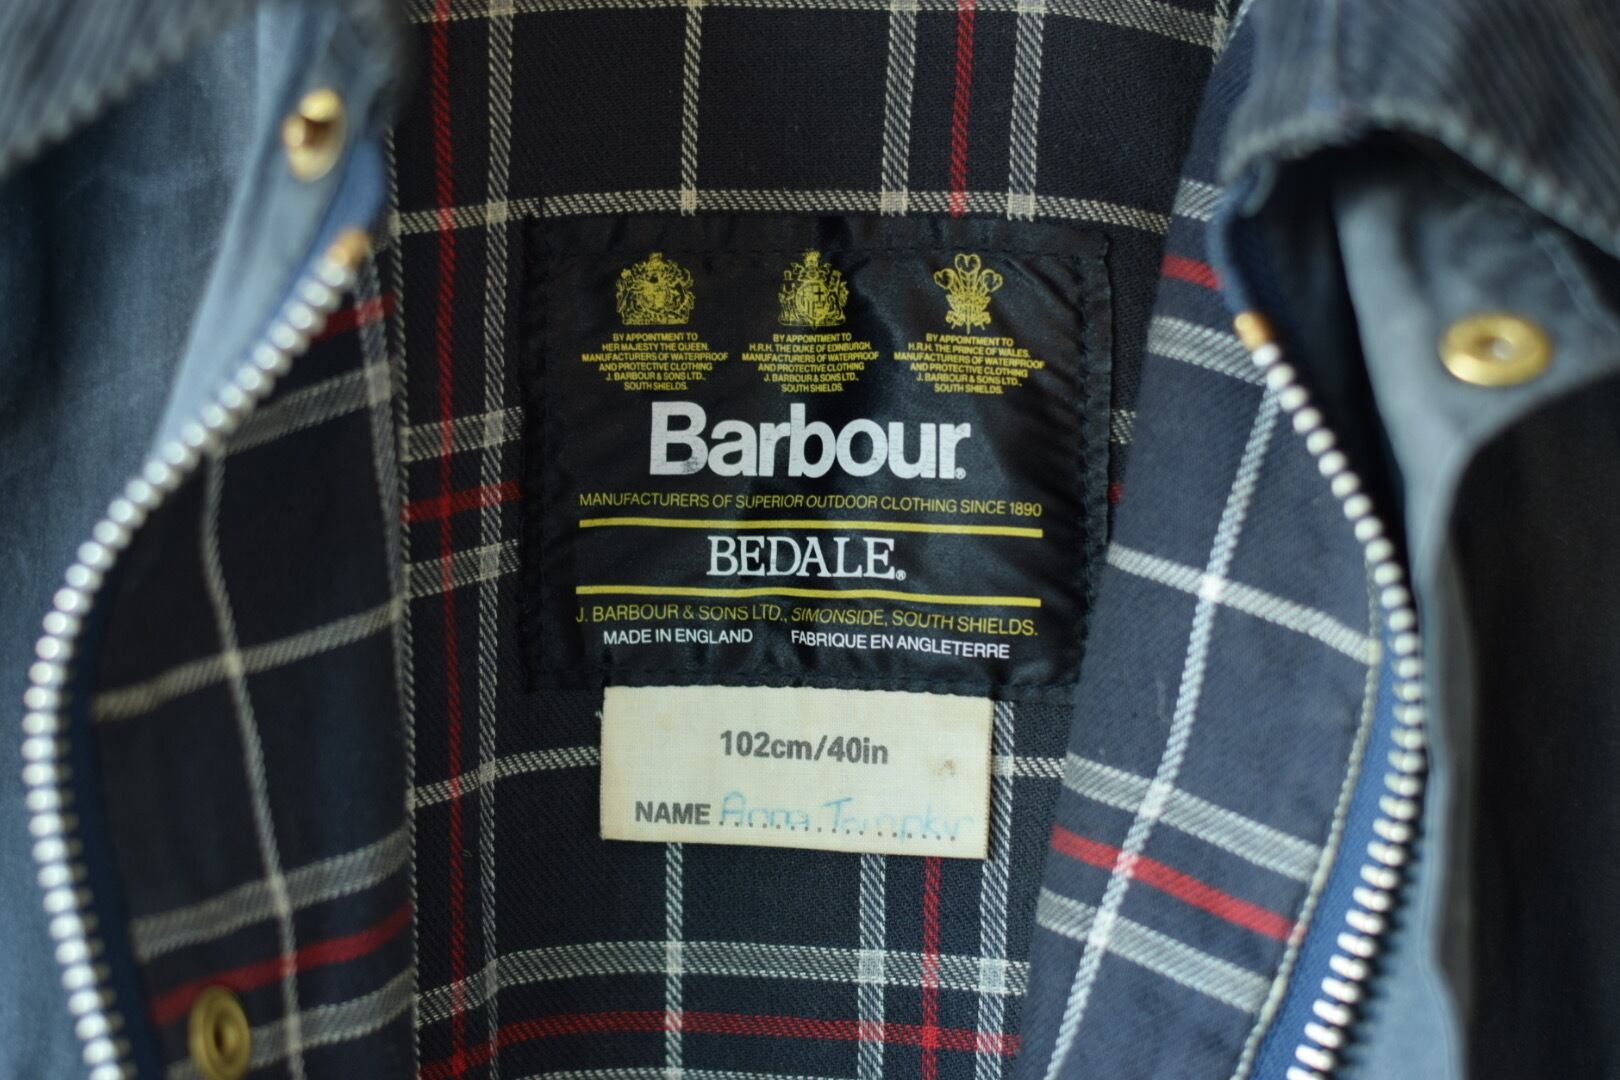 BY APPOINTMENT TO
HER MAJESTY THE QUEEN.
MANUFACTURERS OF WATERPROOF
AND PROTECTIVE CLOTHING
J. BARBOUR & SONS LTD.,
SOUTH SHIELDS.
BY APPOINTMENT TO
H.R.H. THE DUKE OF EDINBURGH.
MANUFACTURERS OF WATERPROOF
AND PROTECTIVE CLOTHING
J. BARBOUR & SONS LTD.,
SOUTH SHIELDS.
BY APPOINTMENT TO
H.R.H. THE PRINCE OF WALES.
MANUFACTURERS OF WATERPROOF
AND PROTECTIVE CLOTHING
J. BARBOUR & SONS LTD.,
SOUTH SHIELDS.
Barbour®
MANUFACTURERS OF SUPERIOR OUTDOOR CLOTHING SINCE 1890
BEDALE®
J. BARBOUR & SONS LTD., SIMONSIDE, SOUTH SHIELDS.
MADE IN ENGLAND FABRIQUE EN ANGLETERRE
102cm/40in
NAME Anna